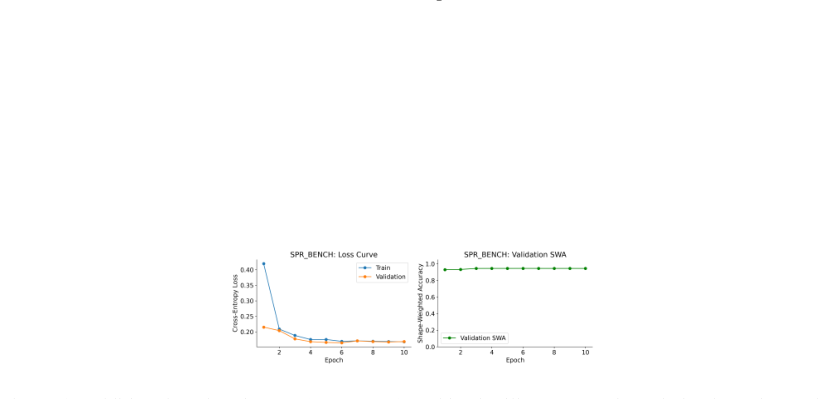 SPR_BENCH: Loss Curve
Cross-Entropy Loss
0.40
0.35
0.30
0.25
0.20
Train
Validation
2 4 6 8 10
Epoch
SPR_BENCH: Validation SWA
Shape-Weighted Accuracy
1.0
0.8
0.6
0.4
0.2
0.0
Validation SWA
2 4 6 8 10
Epoch